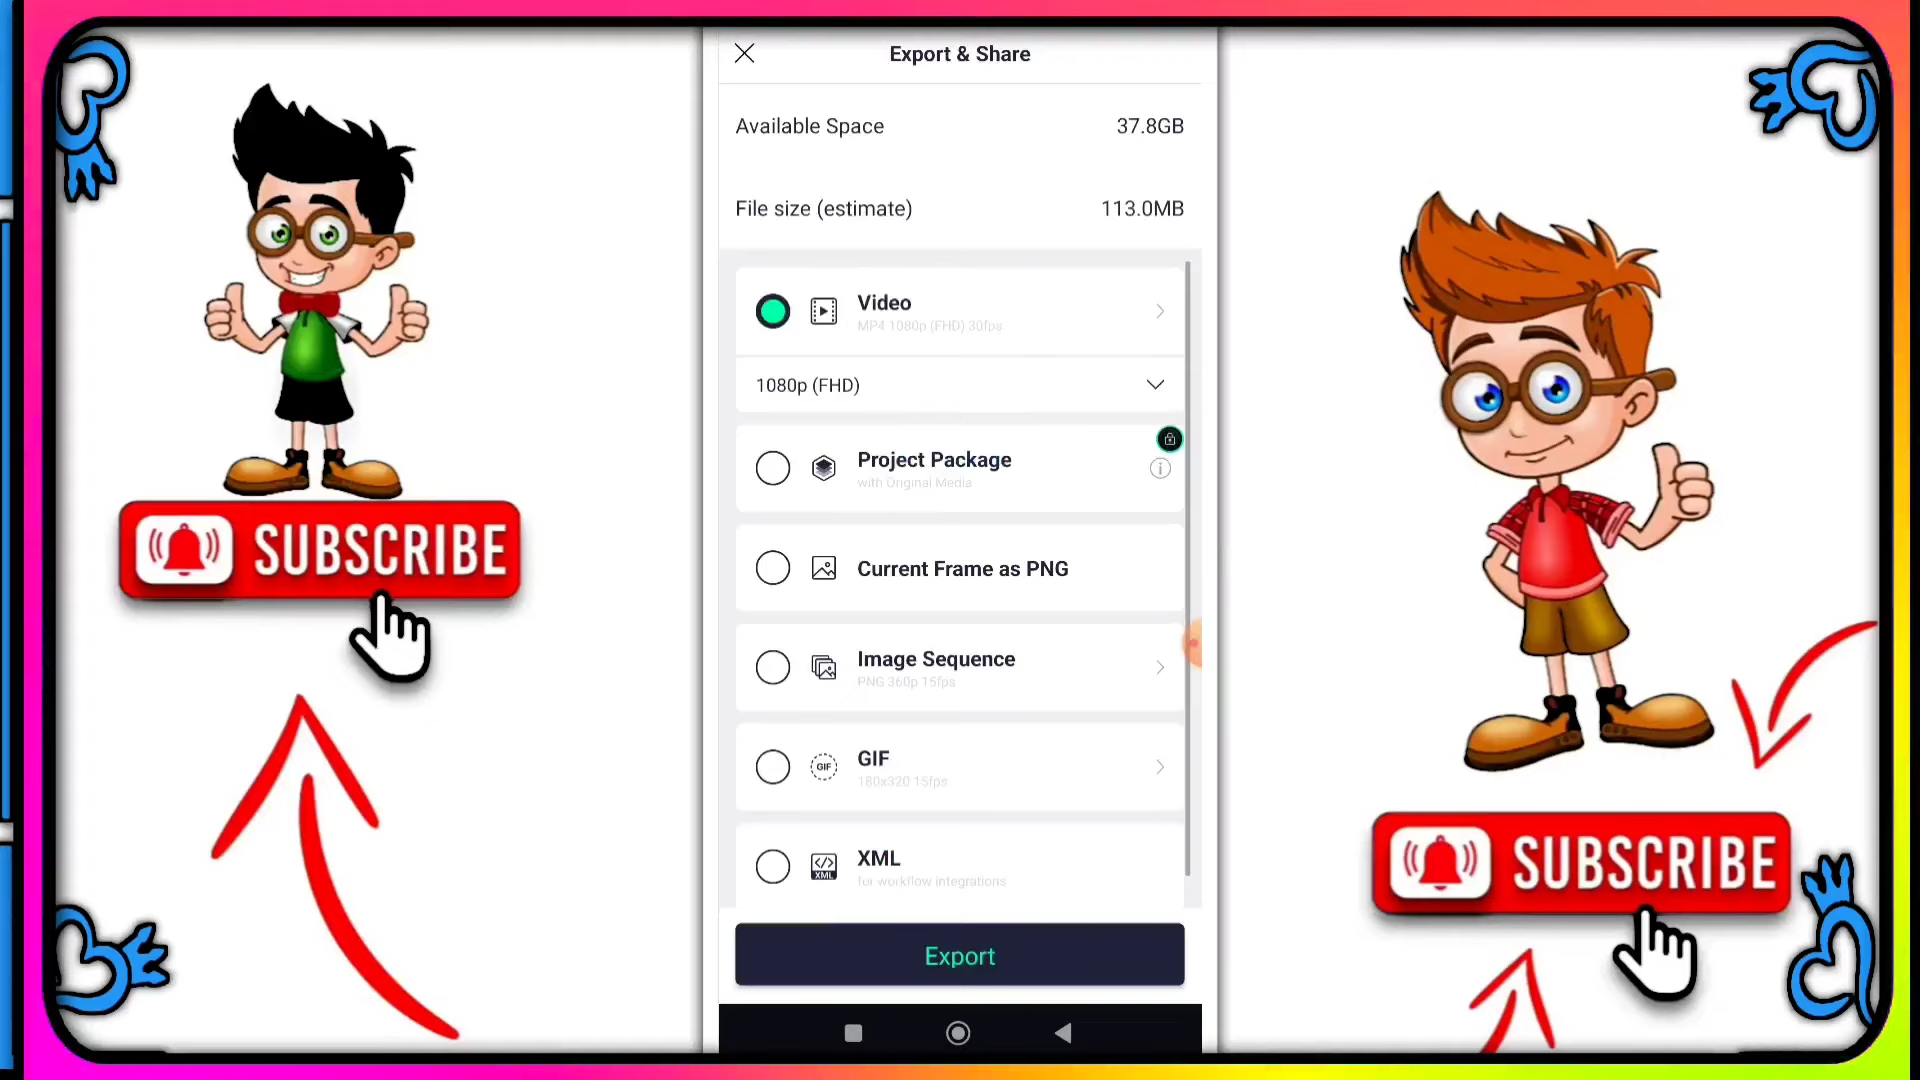 Export & Share
Available Space 37.8GB
File size (estimate) 113.0MB
Video
MP4 1080p (FHD) 30fps
1080p (FHD)
Project Package
with Original Media
Current Frame as PNG
Image Sequence
PNG 360p 15fps
GIF
GIF
180x320 15fps
XML
XML
for workflow integrations
Export
SUBSCRIBE
SUBSCRIBE